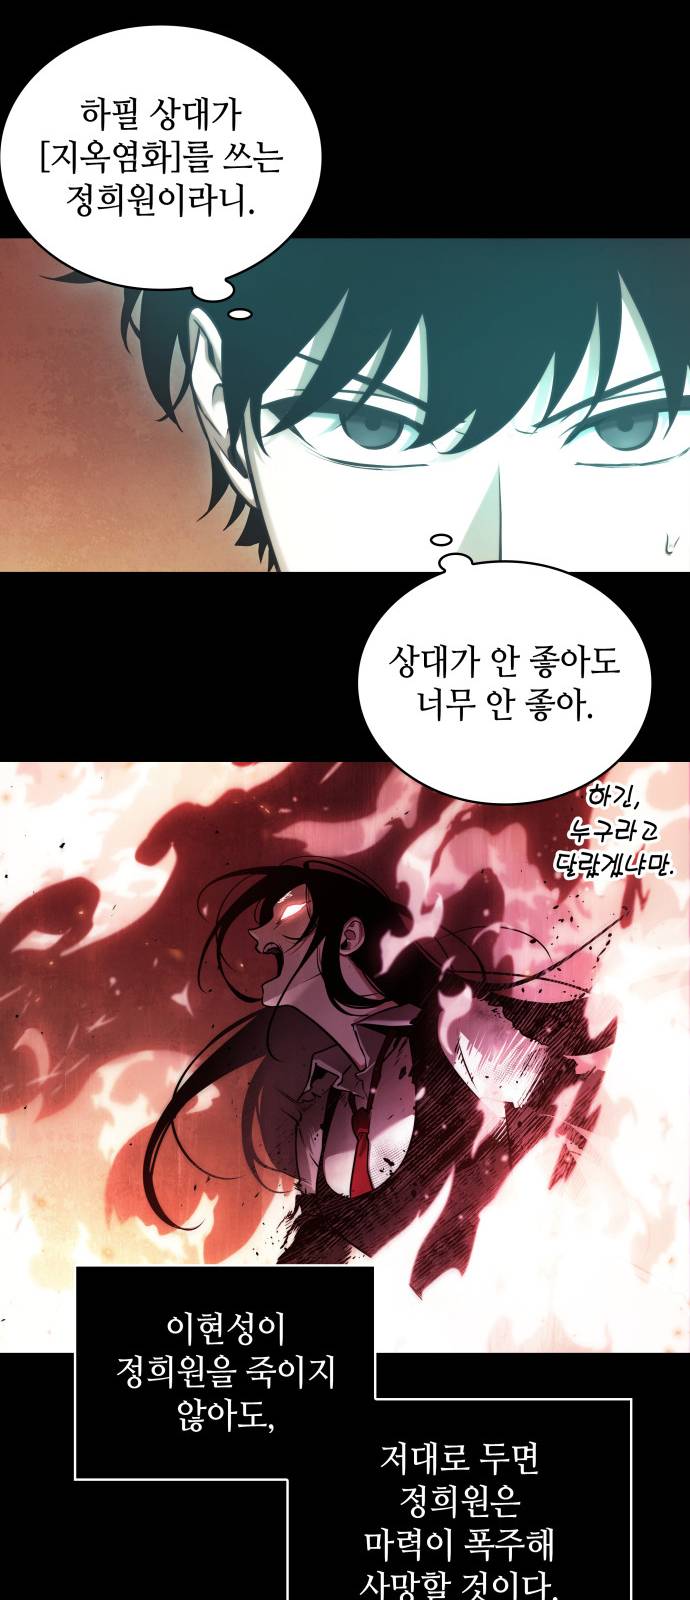 하필 상대가
[지옥염화]를 쓰는
정희원이라니.
상대가 안 좋아도
너무 안 좋아.
하긴,
누구라고
달랐겠냐마.
이현성이
정희원을 죽이지
않아도,
저대로 두면
정희원은
마력이 폭주해
사망할 것이다.